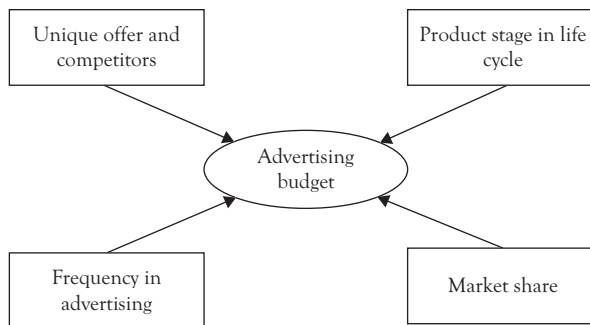 Unique offer and
competitors
Product stage in life
cycle
Advertising
budget
Frequency in
advertising
Market share